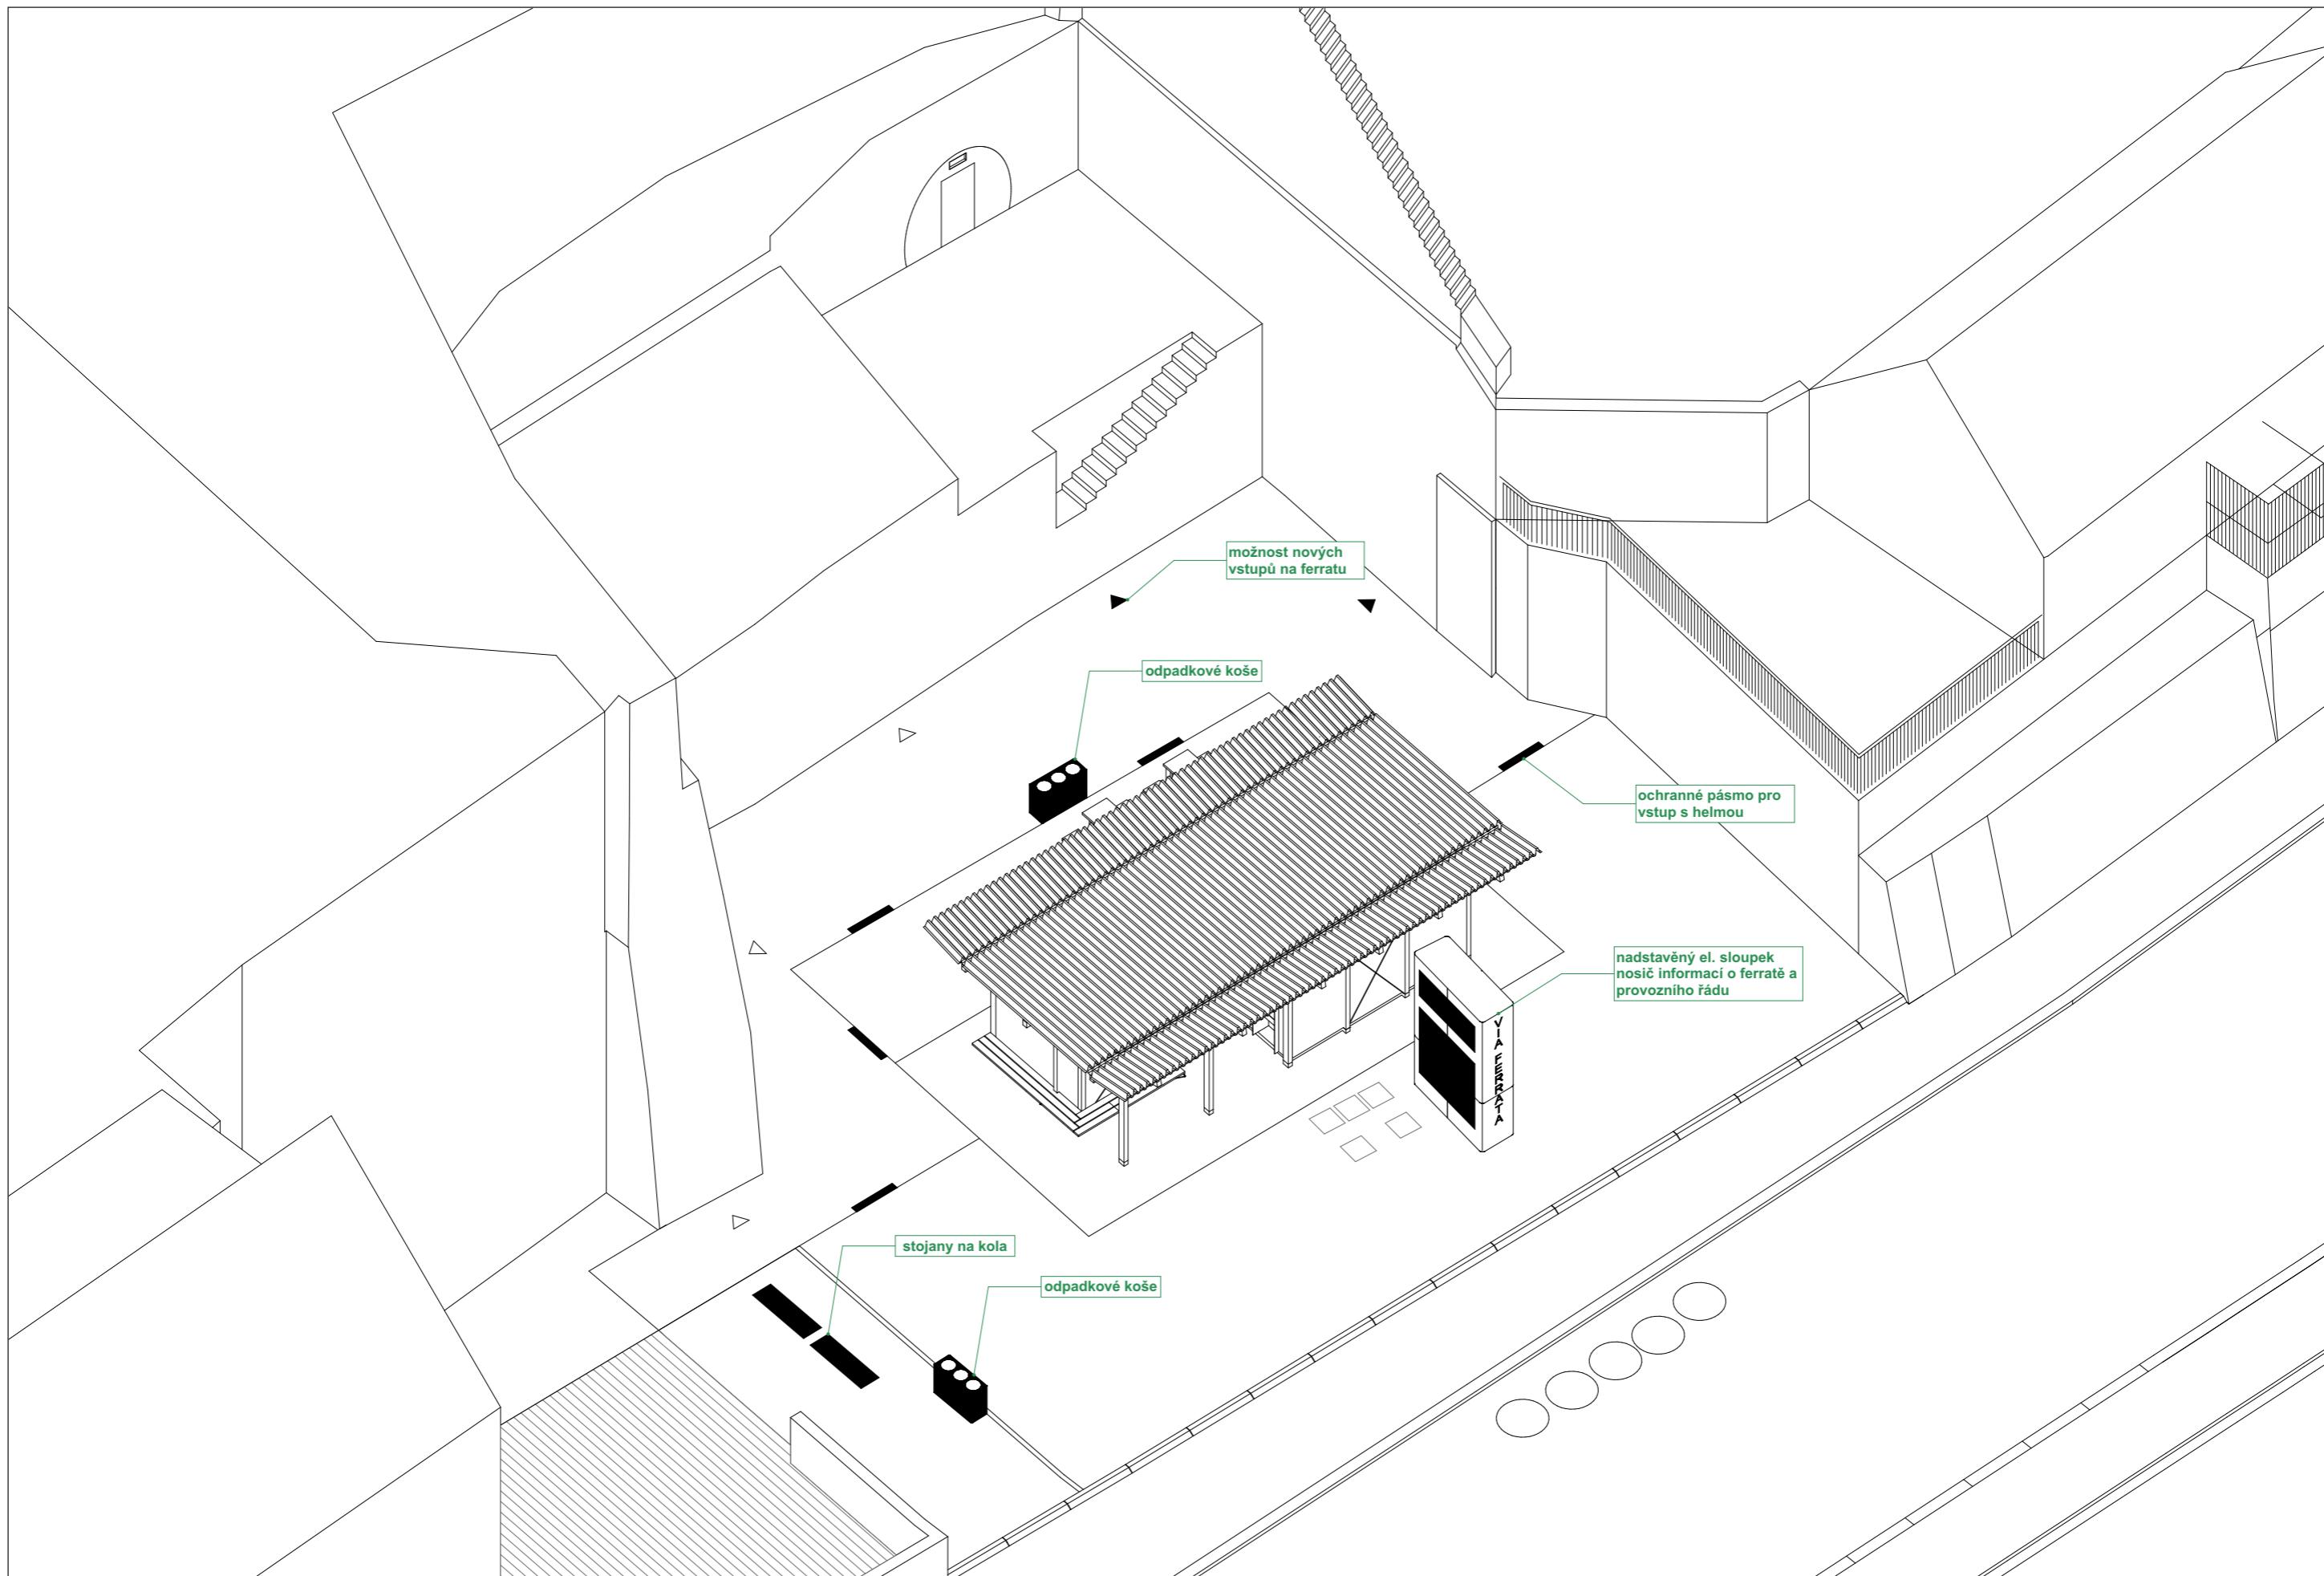 možnost nových
vstupů na ferratu
odpadkové koše
ochranné pásmo pro
vstup s helmou
nadstavěný el. sloupek
nosič informací o ferratě a
provozního řádu
VIA FERRATA
stojany na kola
odpadkové koše